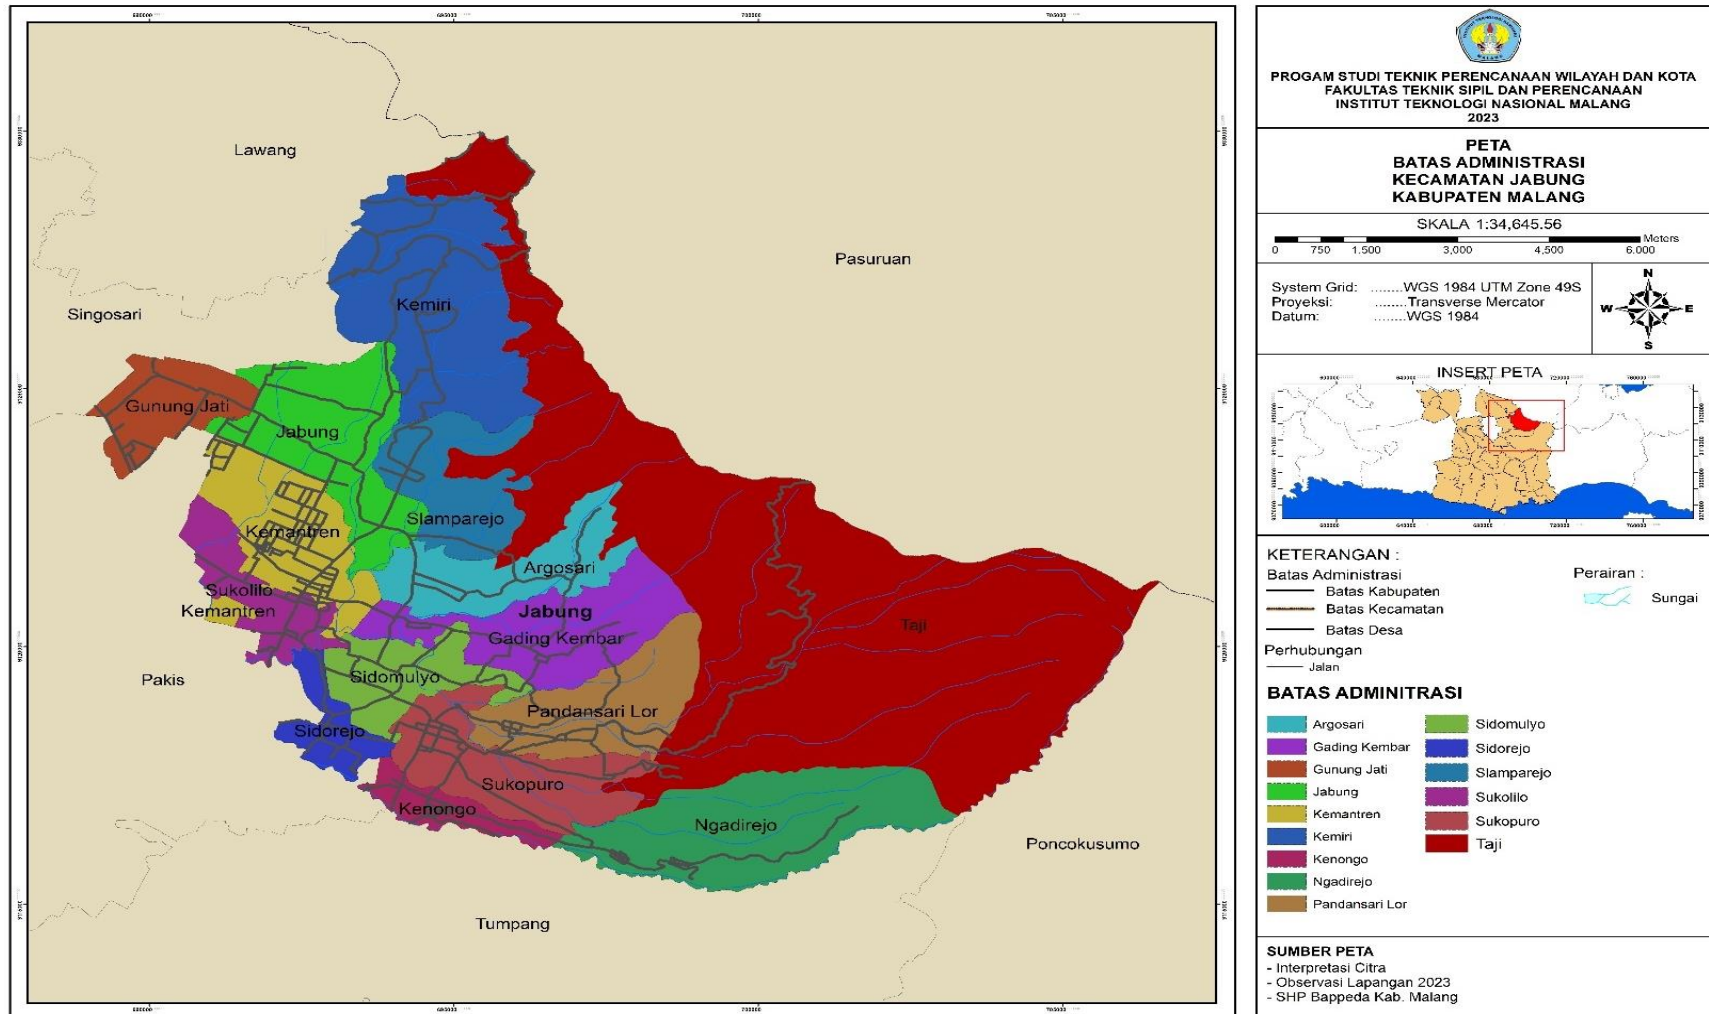 Lawang
Pasuruan
Singosari
Kemiri
Gunung Jati
Jabung
Slamparejo
Kemantren
Argosari
Sukolilo
Kemantren
Jabung
Gading Kembar
Taji
Pakis
Sidomulyo
Pandansari Lor
Sidorejo
Sukopuro
Kenongo
Ngadirejo
Poncokusumo
Tumpang
PROGAM STUDI TEKNIK PERENCANAAN WILAYAH DAN KOTA
FAKULTAS TEKNIK SIPIL DAN PERENCANAAN
INSTITUT TEKNOLOGI NASIONAL MALANG
2023
PETA
BATAS ADMINISTRASI
KECAMATAN JABUNG
KABUPATEN MALANG
SKALA 1:34,645.56
0 750 1.500 3,000 4,500 6.000 Meters
System Grid: ........WGS 1984 UTM Zone 49S
Proyeksi: ........Transverse Mercator
Datum: ........WGS 1984
N
W E
S
INSERT PETA
KETERANGAN :
Batas Administrasi
Batas Kabupaten
Batas Kecamatan
Batas Desa
Perhubungan
Jalan
Perairan :
Sungai
BATAS ADMINITRASI
Argosari
Gading Kembar
Gunung Jati
Jabung
Kemantren
Kemiri
Kenongo
Ngadirejo
Pandansari Lor
Sidomulyo
Sidorejo
Slamparejo
Sukolilo
Sukopuro
Taji
SUMBER PETA
- Interpretasi Citra
- Observasi Lapangan 2023
- SHP Bappeda Kab. Malang